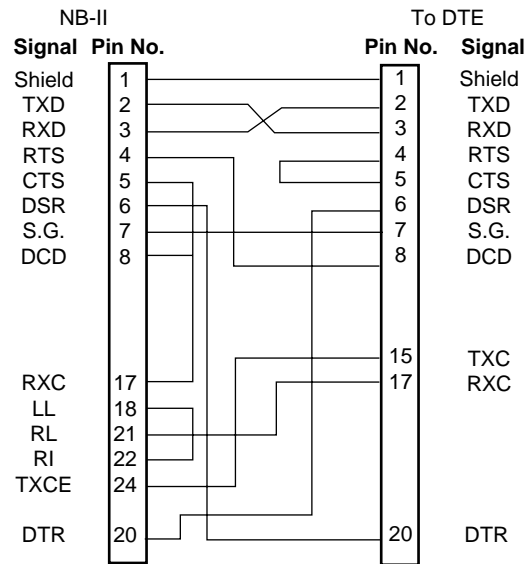 NB-II To DTE
Signal Pin No. Pin No. Signal
Shield 1 1 Shield
TXD 2 2 TXD
RXD 3 3 RXD
RTS 4 4 RTS
CTS 5 5 CTS
DSR 6 6 DSR
S.G. 7 7 S.G.
DCD 8 8 DCD
15 TXC
RXC 17 17 RXC
LL 18
RL 21
RI 22
TXCE 24
DTR 20 20 DTR